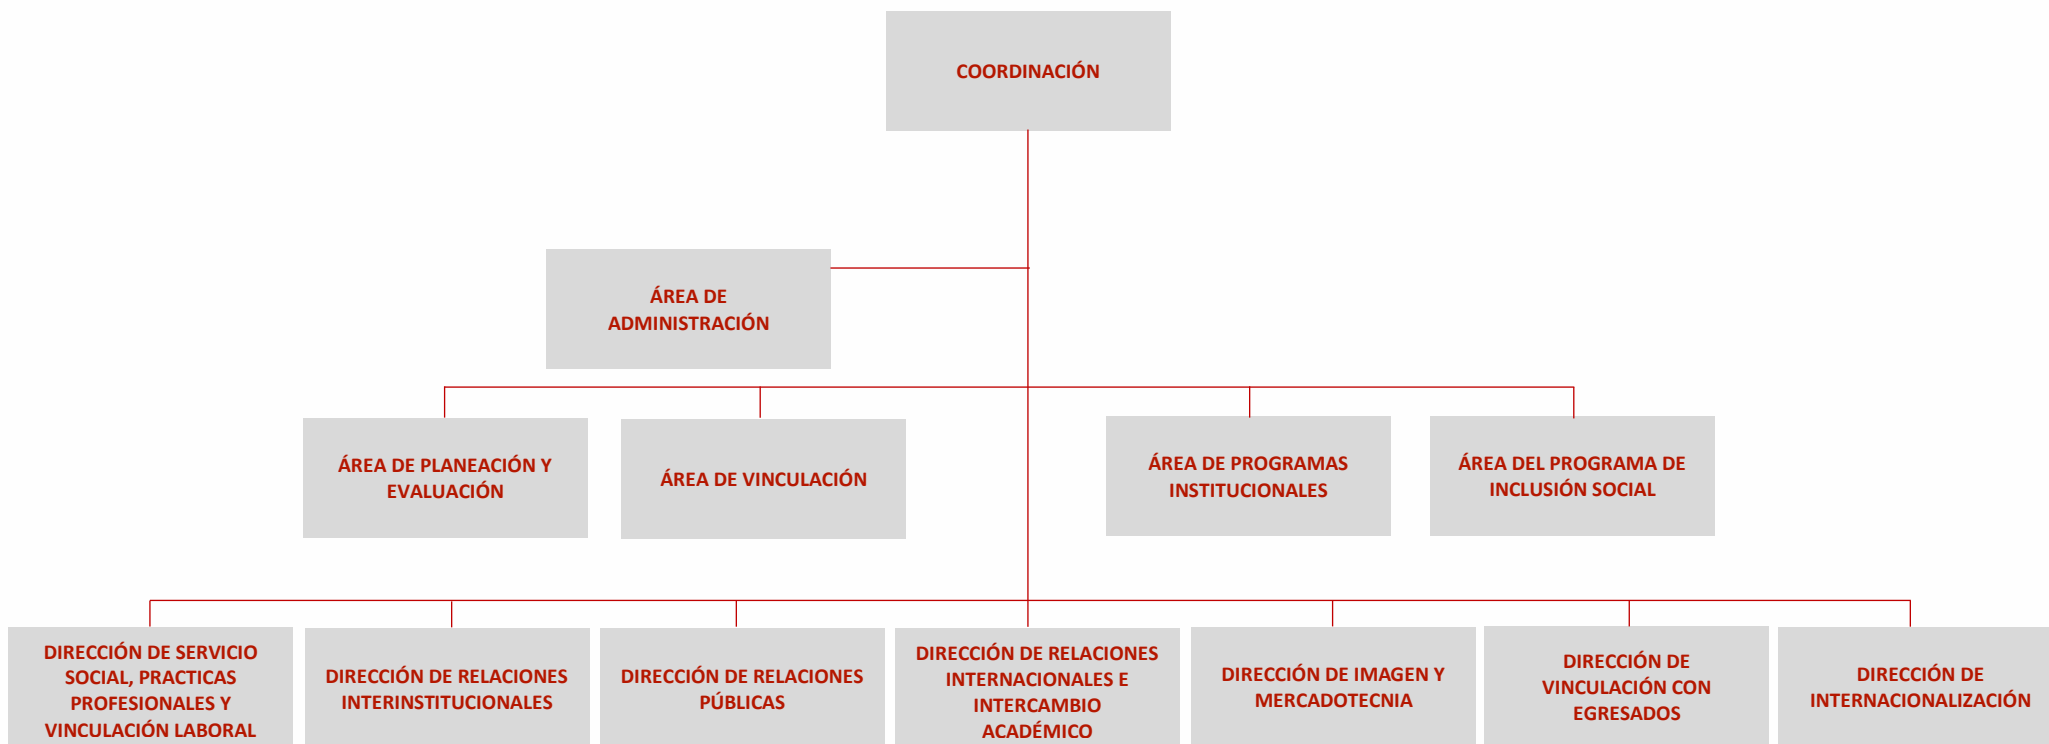 COORDINACIÓN
ÁREA DE
ADMINISTRACIÓN
ÁREA DE PLANEACIÓN Y
EVALUACIÓN
ÁREA DE VINCULACIÓN
ÁREA DE PROGRAMAS
INSTITUCIONALES
ÁREA DEL PROGRAMA DE
INCLUSIÓN SOCIAL
DIRECCIÓN DE SERVICIO
SOCIAL, PRACTICAS
PROFESIONALES Y
VINCULACIÓN LABORAL
DIRECCIÓN DE RELACIONES
INTERINSTITUCIONALES
DIRECCIÓN DE RELACIONES
PÚBLICAS
DIRECCIÓN DE RELACIONES
INTERNACIONALES E
INTERCAMBIO
ACADÉMICO
DIRECCIÓN DE IMAGEN Y
MERCADOTECNIA
DIRECCIÓN DE
VINCULACIÓN CON
EGRESADOS
DIRECCIÓN DE
INTERNACIONALIZACIÓN